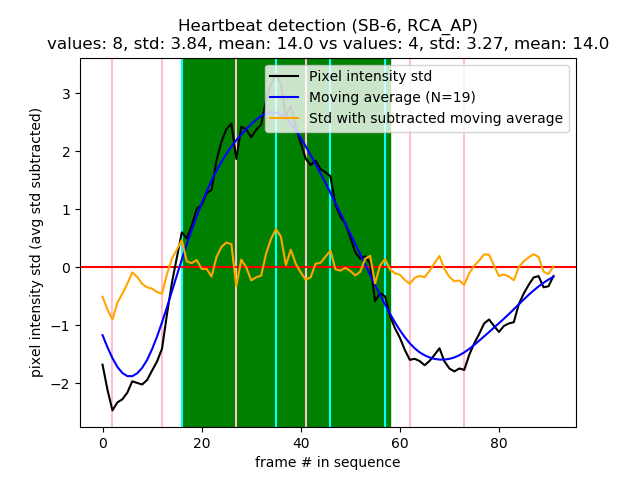 Heartbeat detection (SB-6, RCA_AP)
values: 8, std: 3.84, mean: 14.0 vs values: 4, std: 3.27, mean: 14.0
Pixel intensity std
Moving average (N=19)
Std with subtracted moving average
pixel intensity std (avg std subtracted)
3
2
1
0
−1
−2
0 20 40 60 80
frame # in sequence